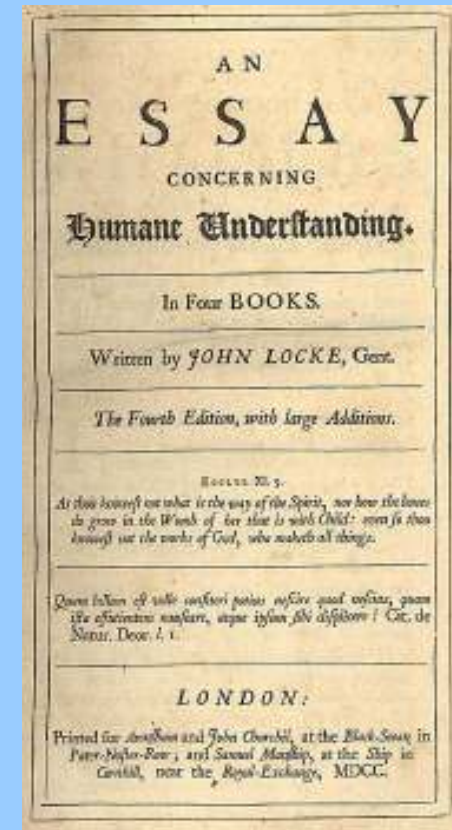 AN
ESSAY
CONCERNING
Humane Understanding.
In Four BOOKS.
Written by JOHN LOCKE, Gent.
The Fourth Edition, with large Additions.
ECCLES. XI. 5.
As thou knowest not what is the way of the Spirit, nor how the bones
do grow in the Womb of her that is with Child: even so thou
knowest not the works of God, who maketh all things.
Quam bellum est velle confiteri potius nescire quod nescias, quam
ista effutientem nauseare, atque ipsum sibi displicere! Cic. de
Natur. Deor. l. 1.
LONDON:
Printed for Awnsham and John Churchil, at the Black-Swan in
Pater-Noster-Row; and Samuel Manship, at the Ship in
Cornhill, near the Royal-Exchange, MDCC.